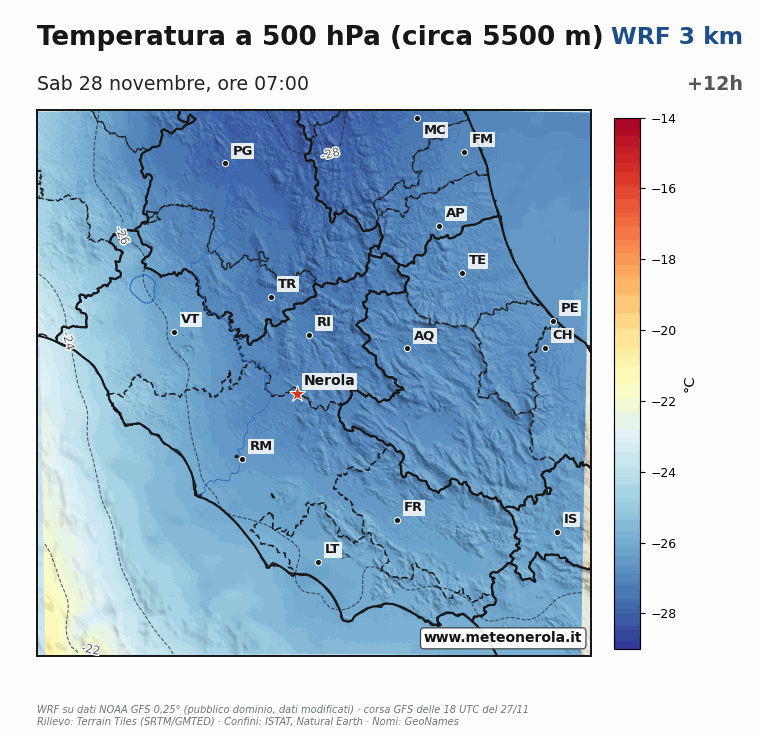 Temperatura a 500 hPa (circa 5500 m) WRF 3 km
Sab 28 novembre, ore 07:00 +12h
MC
FM
PG
-28
AP
-26
TE
TR
PE
VT
RI
AQ
CH
-24
Nerola
RM
FR
IS
LT
www.meteonerola.it
-22
−14
−16
−18
−20
−22
−24
−26
−28
°C
WRF su dati NOAA GFS 0,25° (pubblico dominio, dati modificati) · corsa GFS delle 18 UTC del 27/11
Rilievo: Terrain Tiles (SRTM/GMTED) · Confini: ISTAT, Natural Earth · Nomi: GeoNames